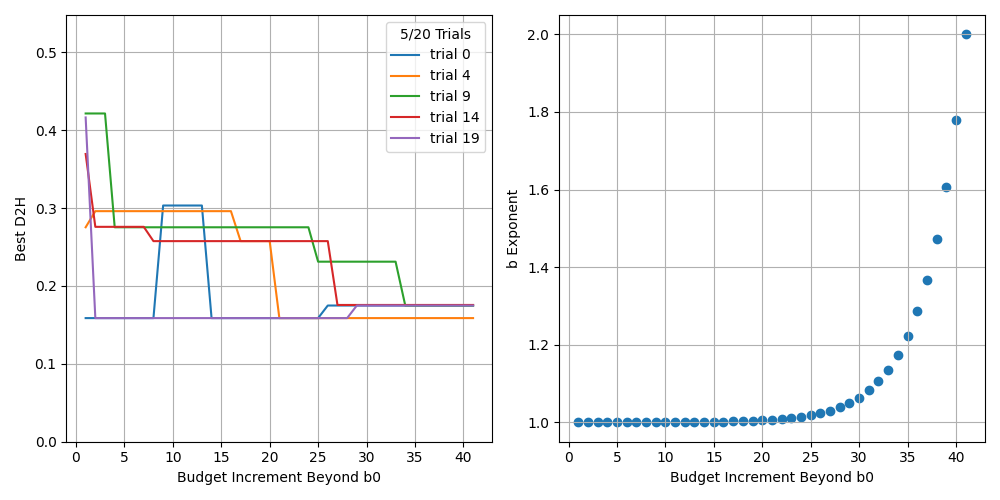 5/20 Trials
trial 0
trial 4
trial 9
trial 14
trial 19
Best D2H
0.5
0.4
0.3
0.2
0.1
0.0
0 5 10 15 20 25 30 35 40
Budget Increment Beyond b0
b Exponent
2.0
1.8
1.6
1.4
1.2
1.0
0 5 10 15 20 25 30 35 40
Budget Increment Beyond b0